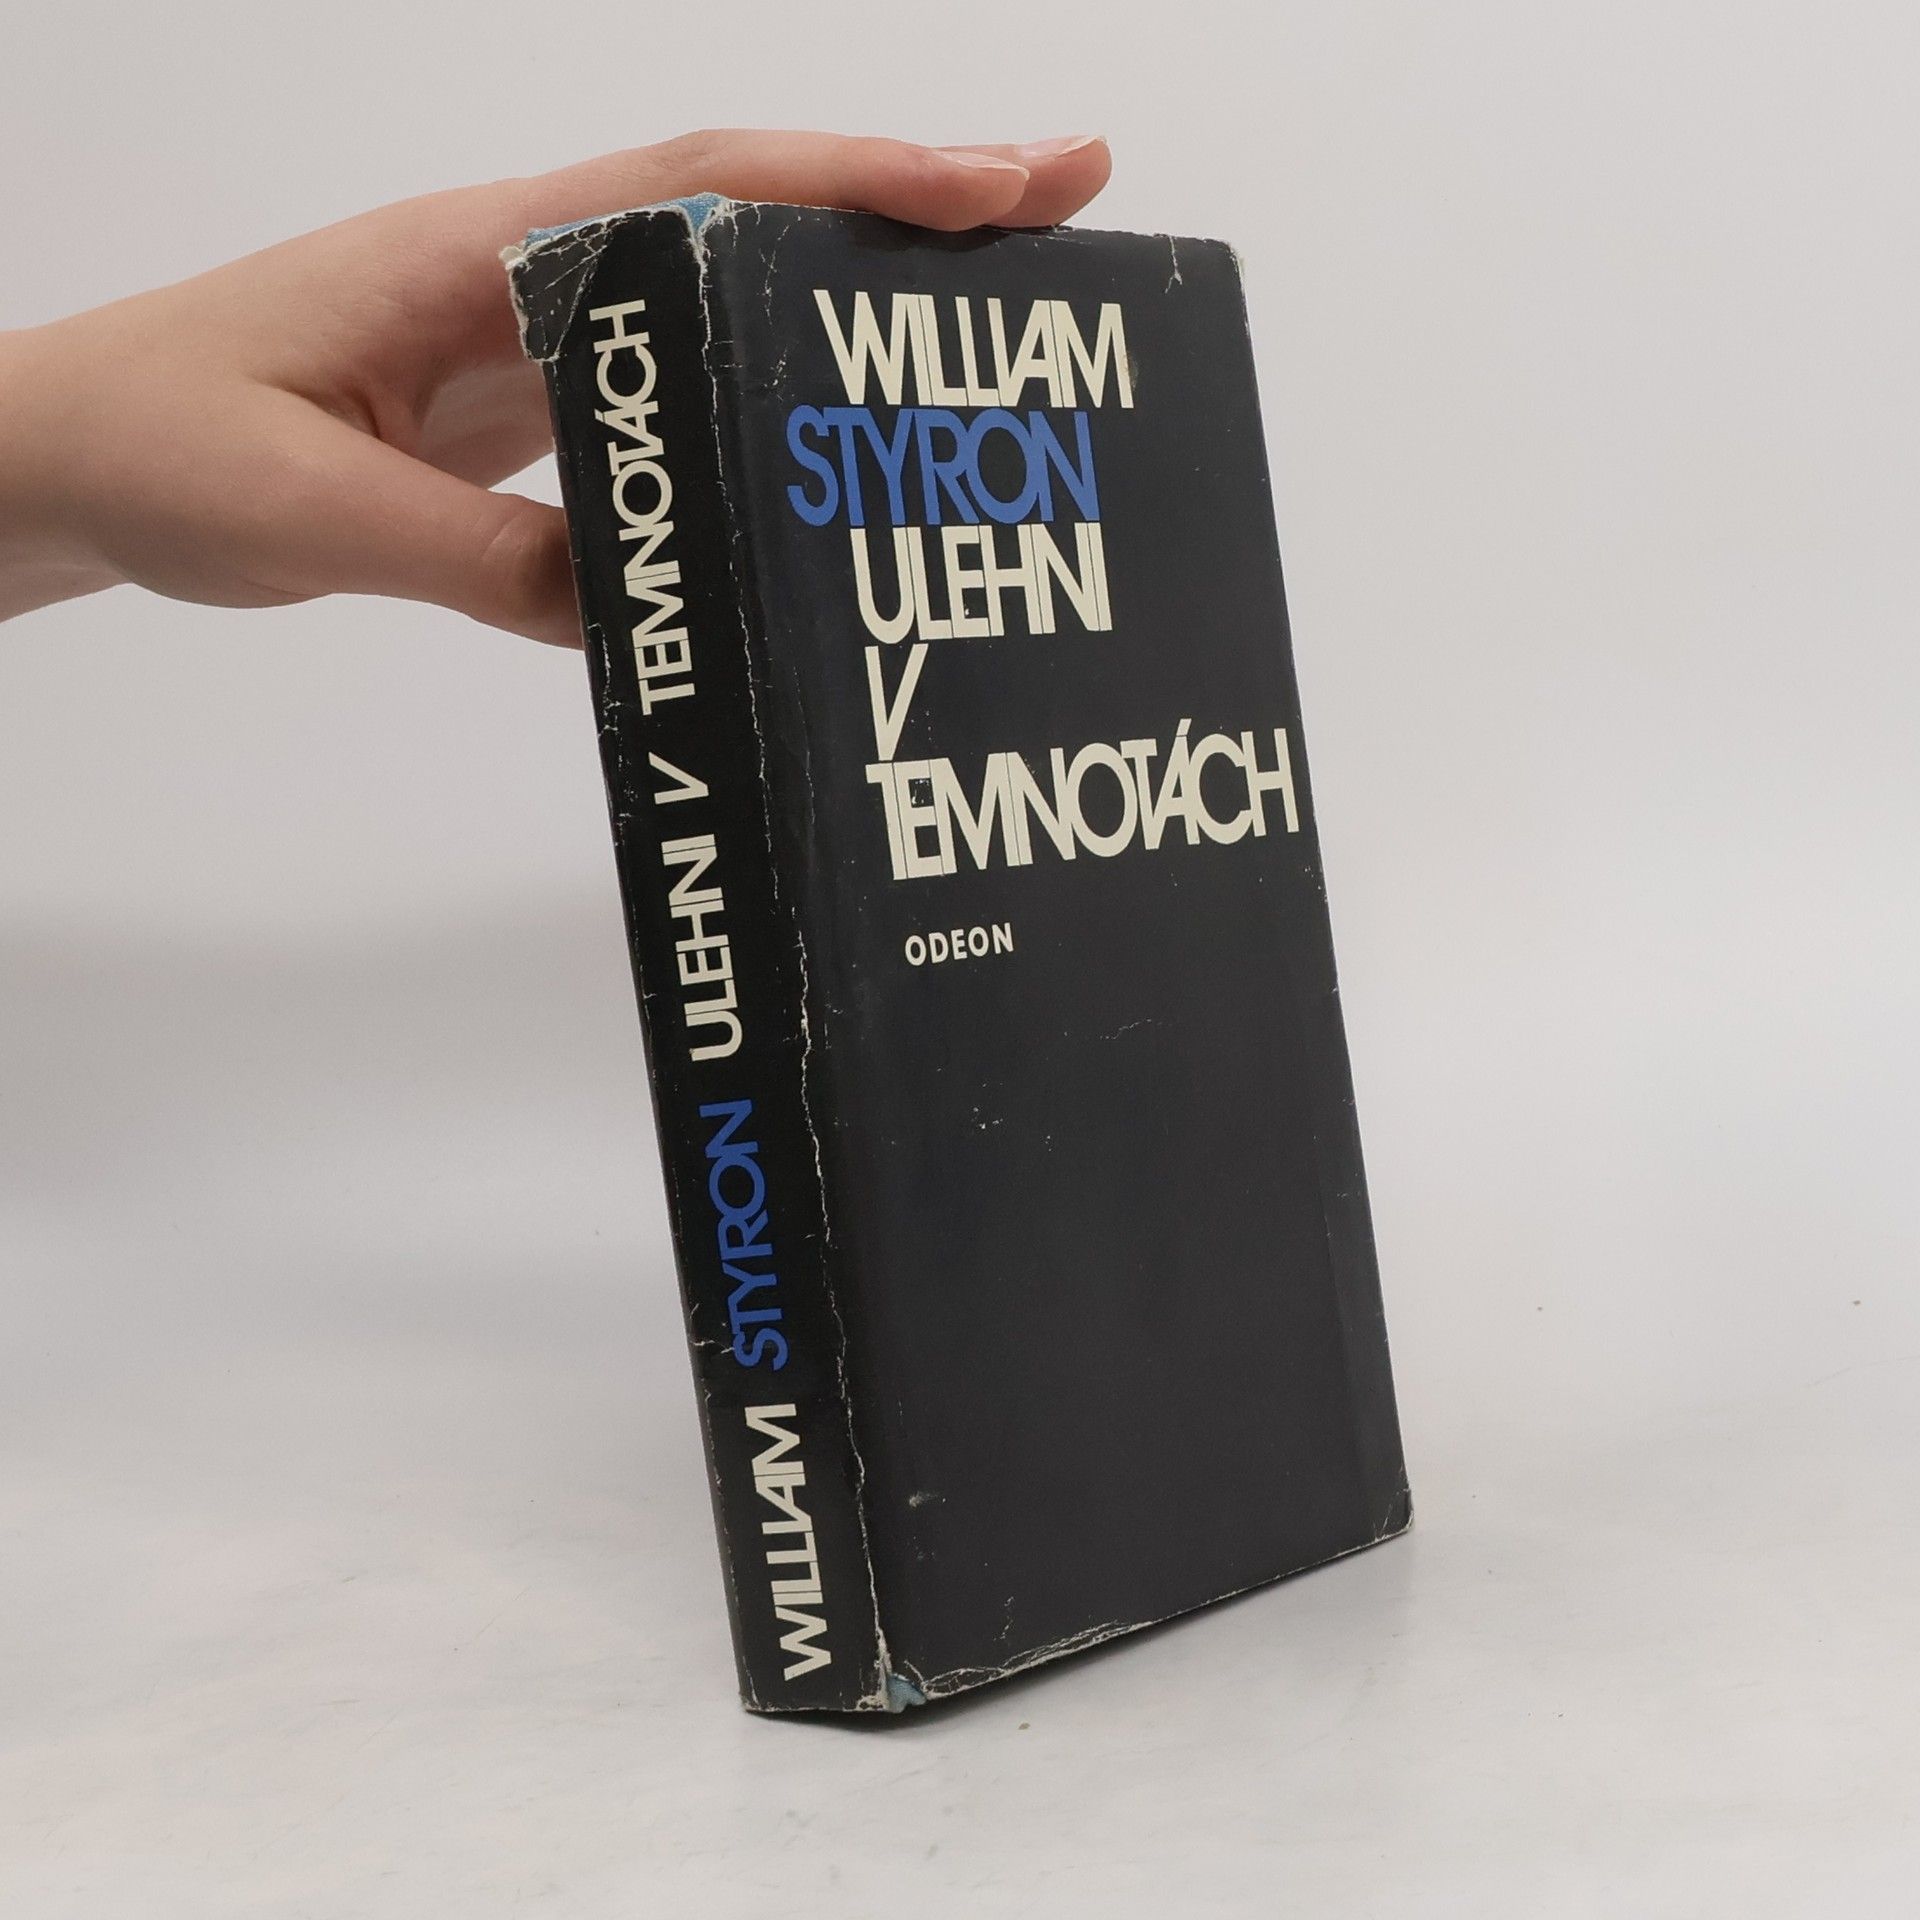 WILLIAM
STYRON
ULEHNI
V
TEMNOTÁCH
ODEON
WILLIAM STYRON ULEHNI V TEMNOTÁCH